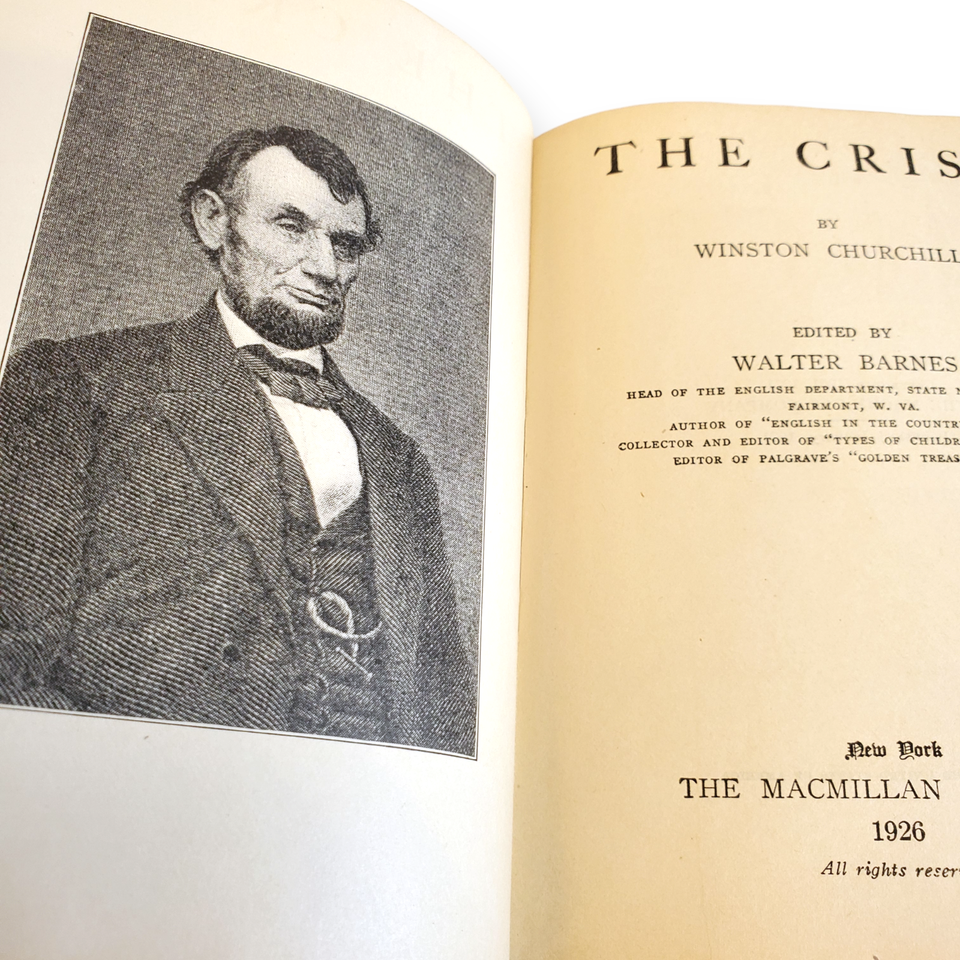 THE CRIS
BY
WINSTON CHURCHILL
EDITED BY
WALTER BARNES
HEAD OF THE ENGLISH DEPARTMENT, STATE N
FAIRMONT, W. VA.
AUTHOR OF "ENGLISH IN THE COUNTR
COLLECTOR AND EDITOR OF "TYPES OF CHILDR
EDITOR OF PALGRAVE'S "GOLDEN TREAS
New York
THE MACMILLAN
1926
All rights reser